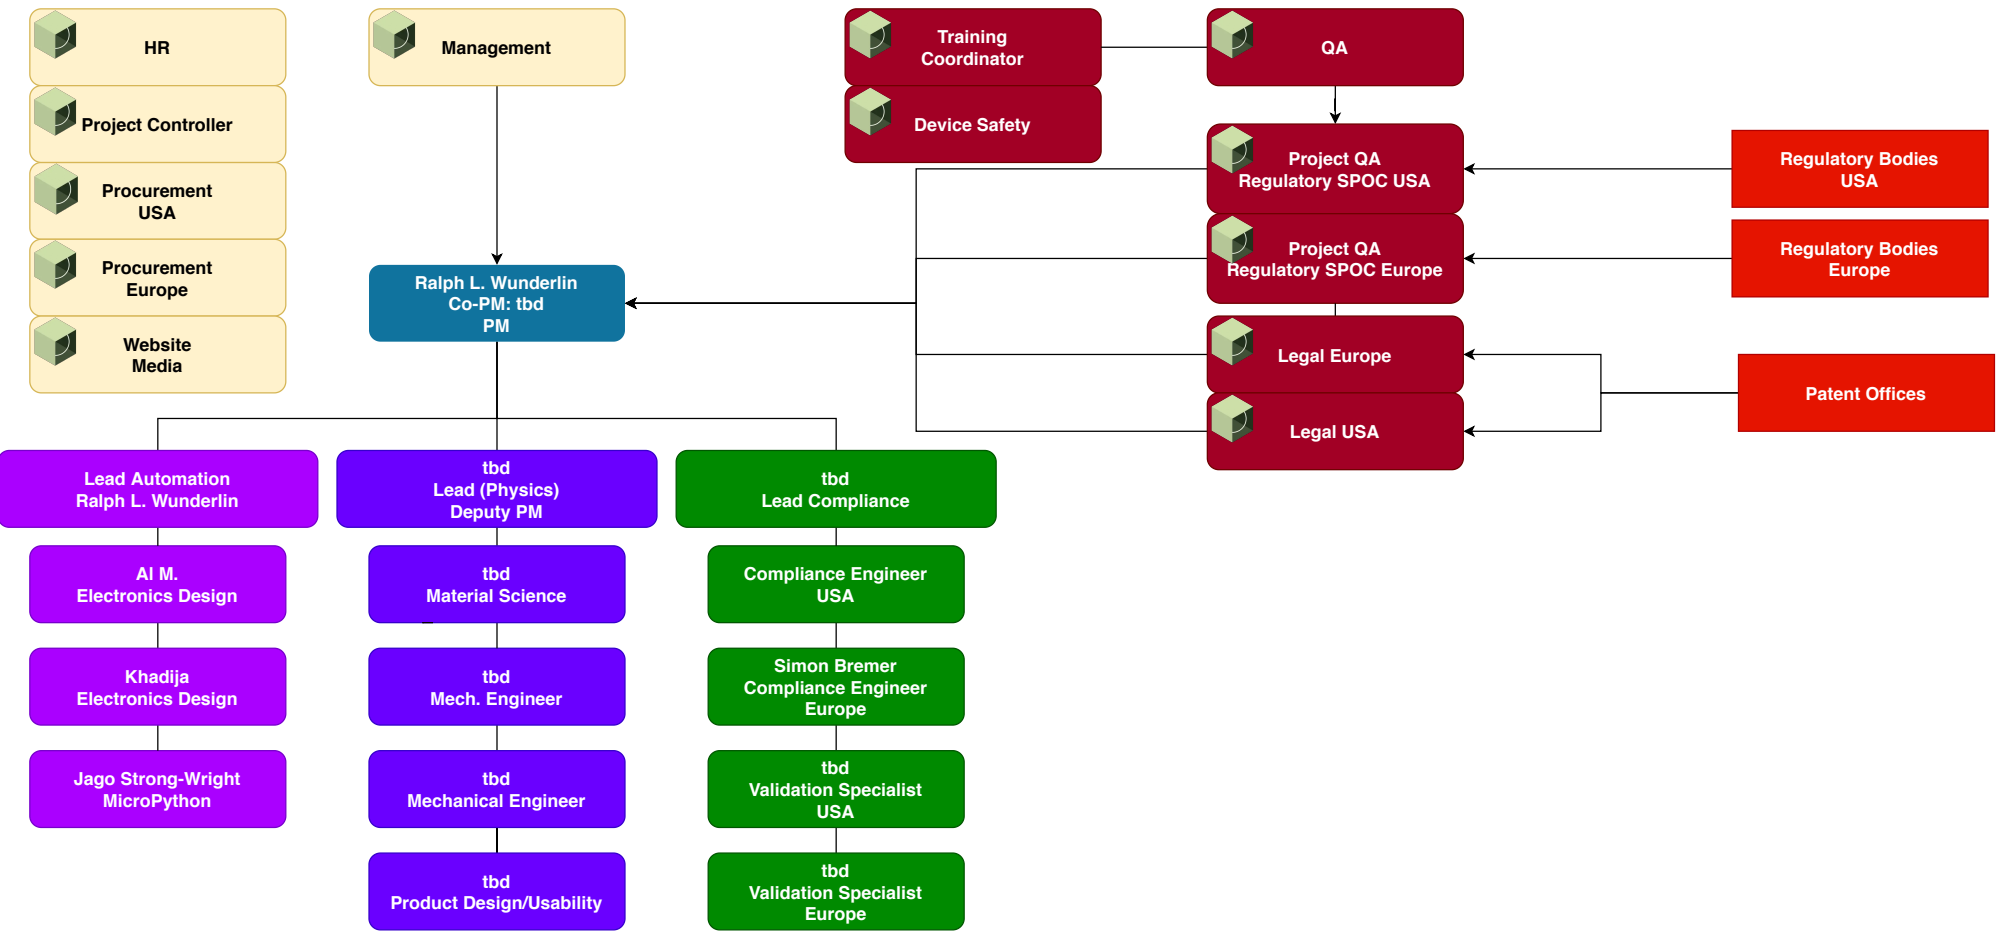 HR
Project Controller
Procurement
USA
Procurement
Europe
Website
Media
Management
Ralph L. Wunderlin
Co-PM: tbd
PM
Training
Coordinator
Device Safety
QA
Project QA
Regulatory SPOC USA
Project QA
Regulatory SPOC Europe
Legal Europe
Legal USA
Regulatory Bodies
USA
Regulatory Bodies
Europe
Patent Offices
Lead Automation
Ralph L. Wunderlin
Al M.
Electronics Design
Khadija
Electronics Design
Jago Strong-Wright
MicroPython
tbd
Lead (Physics)
Deputy PM
tbd
Material Science
tbd
Mech. Engineer
tbd
Mechanical Engineer
tbd
Product Design/Usability
tbd
Lead Compliance
Compliance Engineer
USA
Simon Bremer
Compliance Engineer
Europe
tbd
Validation Specialist
USA
tbd
Validation Specialist
Europe